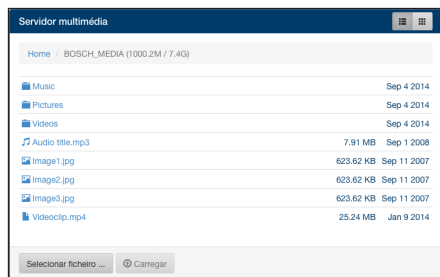 Servidor multimédia
Home / BOSCH_MEDIA (1000.2M / 7.4G)
Music Sep 4 2014
Pictures Sep 4 2014
Videos Sep 4 2014
Audio title.mp3 7.91 MB Sep 1 2008
Image1.jpg 623.62 KB Sep 11 2007
Image2.jpg 623.62 KB Sep 11 2007
Image3.jpg 623.62 KB Sep 11 2007
Videoclip.mp4 25.24 MB Jan 9 2014
Selecionar ficheiro ... Carregar